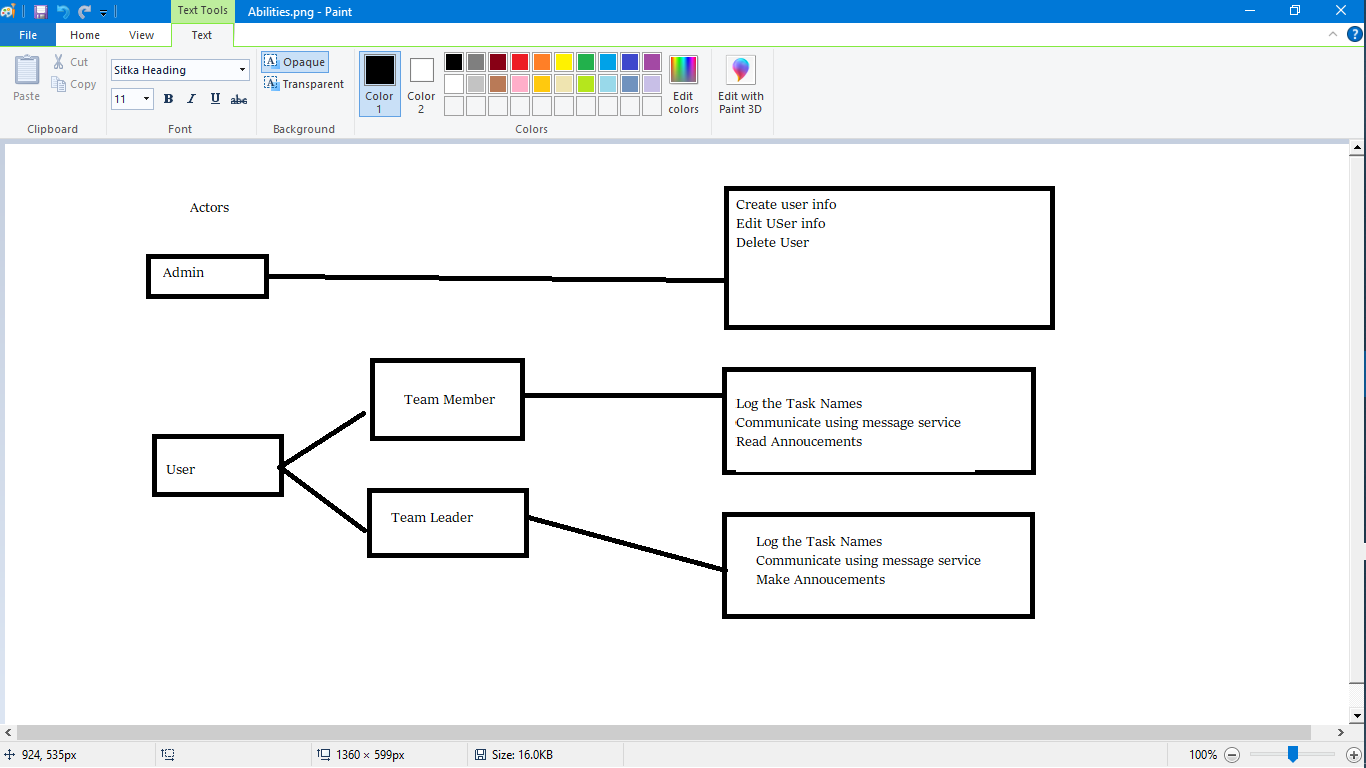 Text Tools
Abilities.png - Paint
File
Home
View
Text
Paste
Cut
Copy
Clipboard
Sitka Heading
11
B I U abc
Font
A Opaque
A Transparent
Background
Color 1
Color 2
Edit colors
Colors
Edit with Paint 3D
Actors
Admin
Create user info
Edit USer info
Delete User
User
Team Member
Log the Task Names
Communicate using message service
Read Annoucements
Team Leader
Log the Task Names
Communicate using message service
Make Annoucements
924, 535px
1360 × 599px
Size: 16.0KB
100%